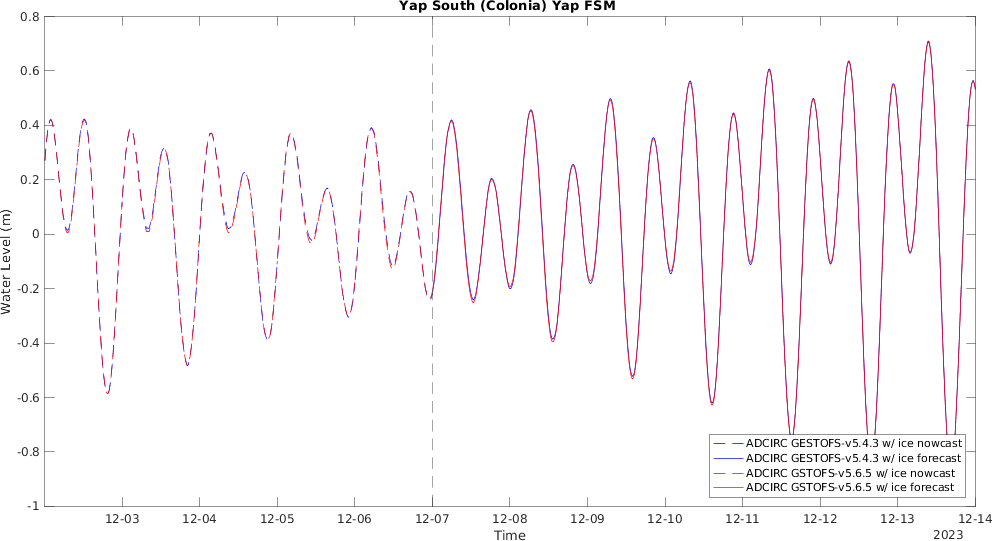 Yap South (Colonia) Yap FSM
0.8
0.6
0.4
0.2
0
-0.2
-0.4
-0.6
-0.8
-1
Water Level (m)
ADCIRC GESTOFS-v5.4.3 w/ ice nowcast
ADCIRC GESTOFS-v5.4.3 w/ ice forecast
ADCIRC GSTOFS-v5.6.5 w/ ice nowcast
ADCIRC GSTOFS-v5.6.5 w/ ice forecast
12-03 12-04 12-05 12-06 12-07 12-08 12-09 12-10 12-11 12-12 12-13 12-14
Time
2023